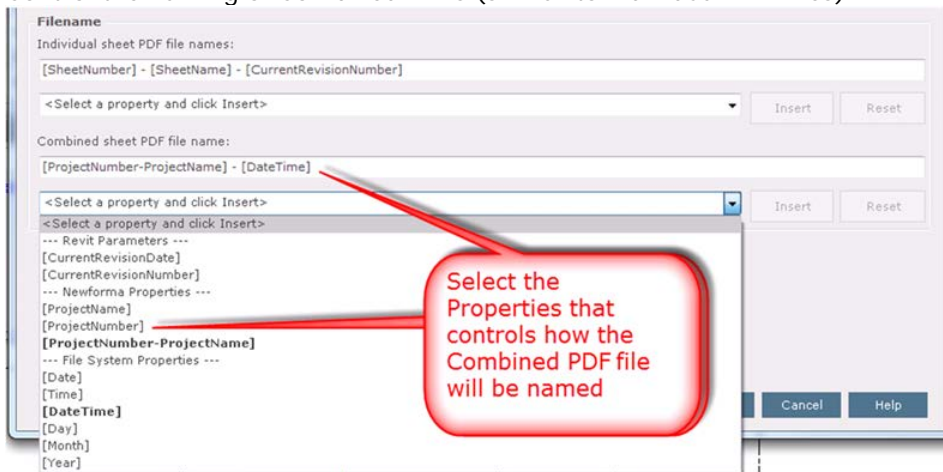 Filename
Individual sheet PDF file names:
[SheetNumber] - [SheetName] - [CurrentRevisionNumber]
<Select a property and click Insert>
Insert
Reset
Combined sheet PDF file name:
[ProjectNumber-ProjectName] - [DateTime]
<Select a property and click Insert>
Insert
Reset
<Select a property and click Insert>
--- Revit Parameters ---
[CurrentRevisionDate]
[CurrentRevisionNumber]
--- Newforma Properties ---
[ProjectName]
[ProjectNumber]
[ProjectNumber-ProjectName]
--- File System Properties ---
[Date]
[Time]
[DateTime]
[Day]
[Month]
[Year]
Select the
Properties that
controls how the
Combined PDF file
will be named
Cancel
Help